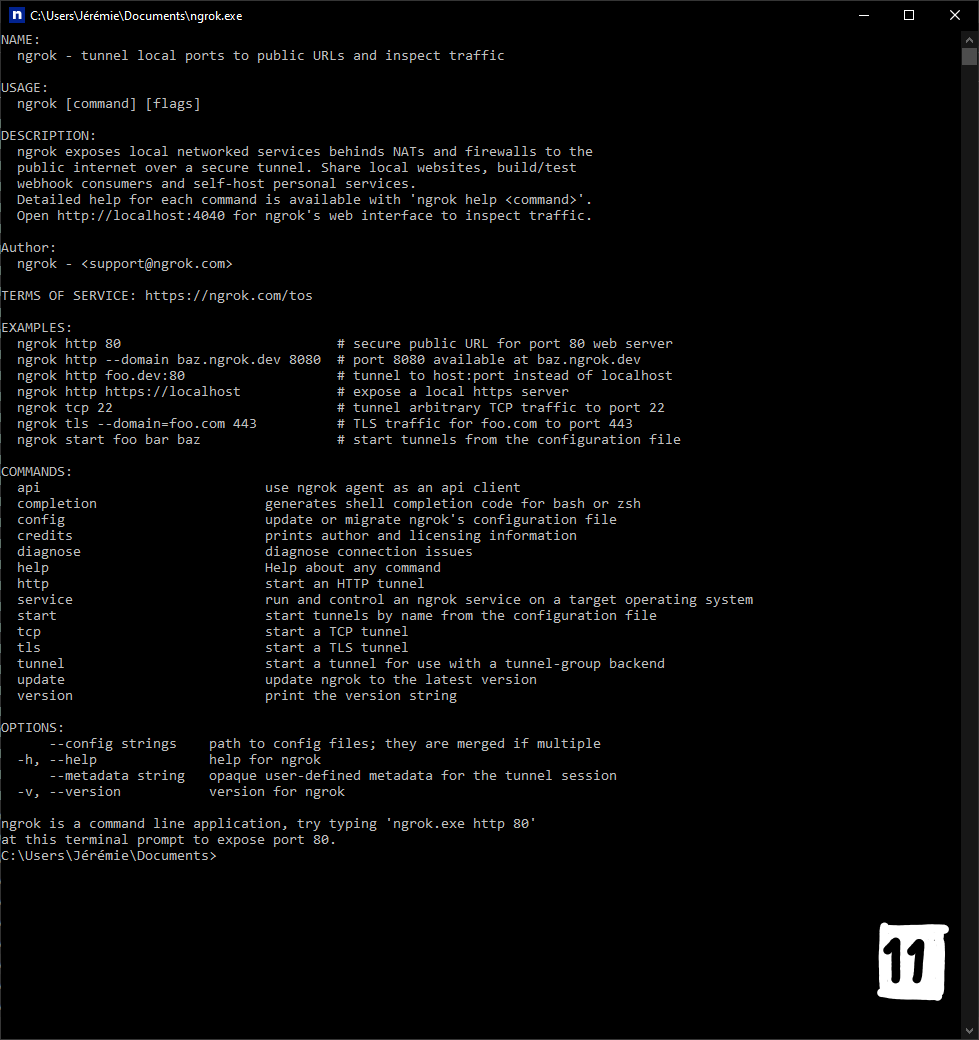 n C:\Users\Jérémie\Documents\ngrok.exe
NAME:
  ngrok - tunnel local ports to public URLs and inspect traffic

USAGE:
  ngrok [command] [flags]

DESCRIPTION:
  ngrok exposes local networked services behinds NATs and firewalls to the
  public internet over a secure tunnel. Share local websites, build/test
  webhook consumers and self-host personal services.
  Detailed help for each command is available with 'ngrok help <command>'.
  Open http://localhost:4040 for ngrok's web interface to inspect traffic.

Author:
  ngrok - <support@ngrok.com>

TERMS OF SERVICE: https://ngrok.com/tos

EXAMPLES:
  ngrok http 80                           # secure public URL for port 80 web server
  ngrok http --domain baz.ngrok.dev 8080  # port 8080 available at baz.ngrok.dev
  ngrok http foo.dev:80                   # tunnel to host:port instead of localhost
  ngrok http https://localhost            # expose a local https server
  ngrok tcp 22                            # tunnel arbitrary TCP traffic to port 22
  ngrok tls --domain=foo.com 443          # TLS traffic for foo.com to port 443
  ngrok start foo bar baz                 # start tunnels from the configuration file

COMMANDS:
  api                            use ngrok agent as an api client
  completion                     generates shell completion code for bash or zsh
  config                         update or migrate ngrok's configuration file
  credits                        prints author and licensing information
  diagnose                       diagnose connection issues
  help                           Help about any command
  http                           start an HTTP tunnel
  service                        run and control an ngrok service on a target operating system
  start                          start tunnels by name from the configuration file
  tcp                            start a TCP tunnel
  tls                            start a TLS tunnel
  tunnel                         start a tunnel for use with a tunnel-group backend
  update                         update ngrok to the latest version
  version                        print the version string

OPTIONS:
      --config strings    path to config files; they are merged if multiple
  -h, --help              help for ngrok
      --metadata string   opaque user-defined metadata for the tunnel session
  -v, --version           version for ngrok

ngrok is a command line application, try typing 'ngrok.exe http 80'
at this terminal prompt to expose port 80.
C:\Users\Jérémie\Documents>
11